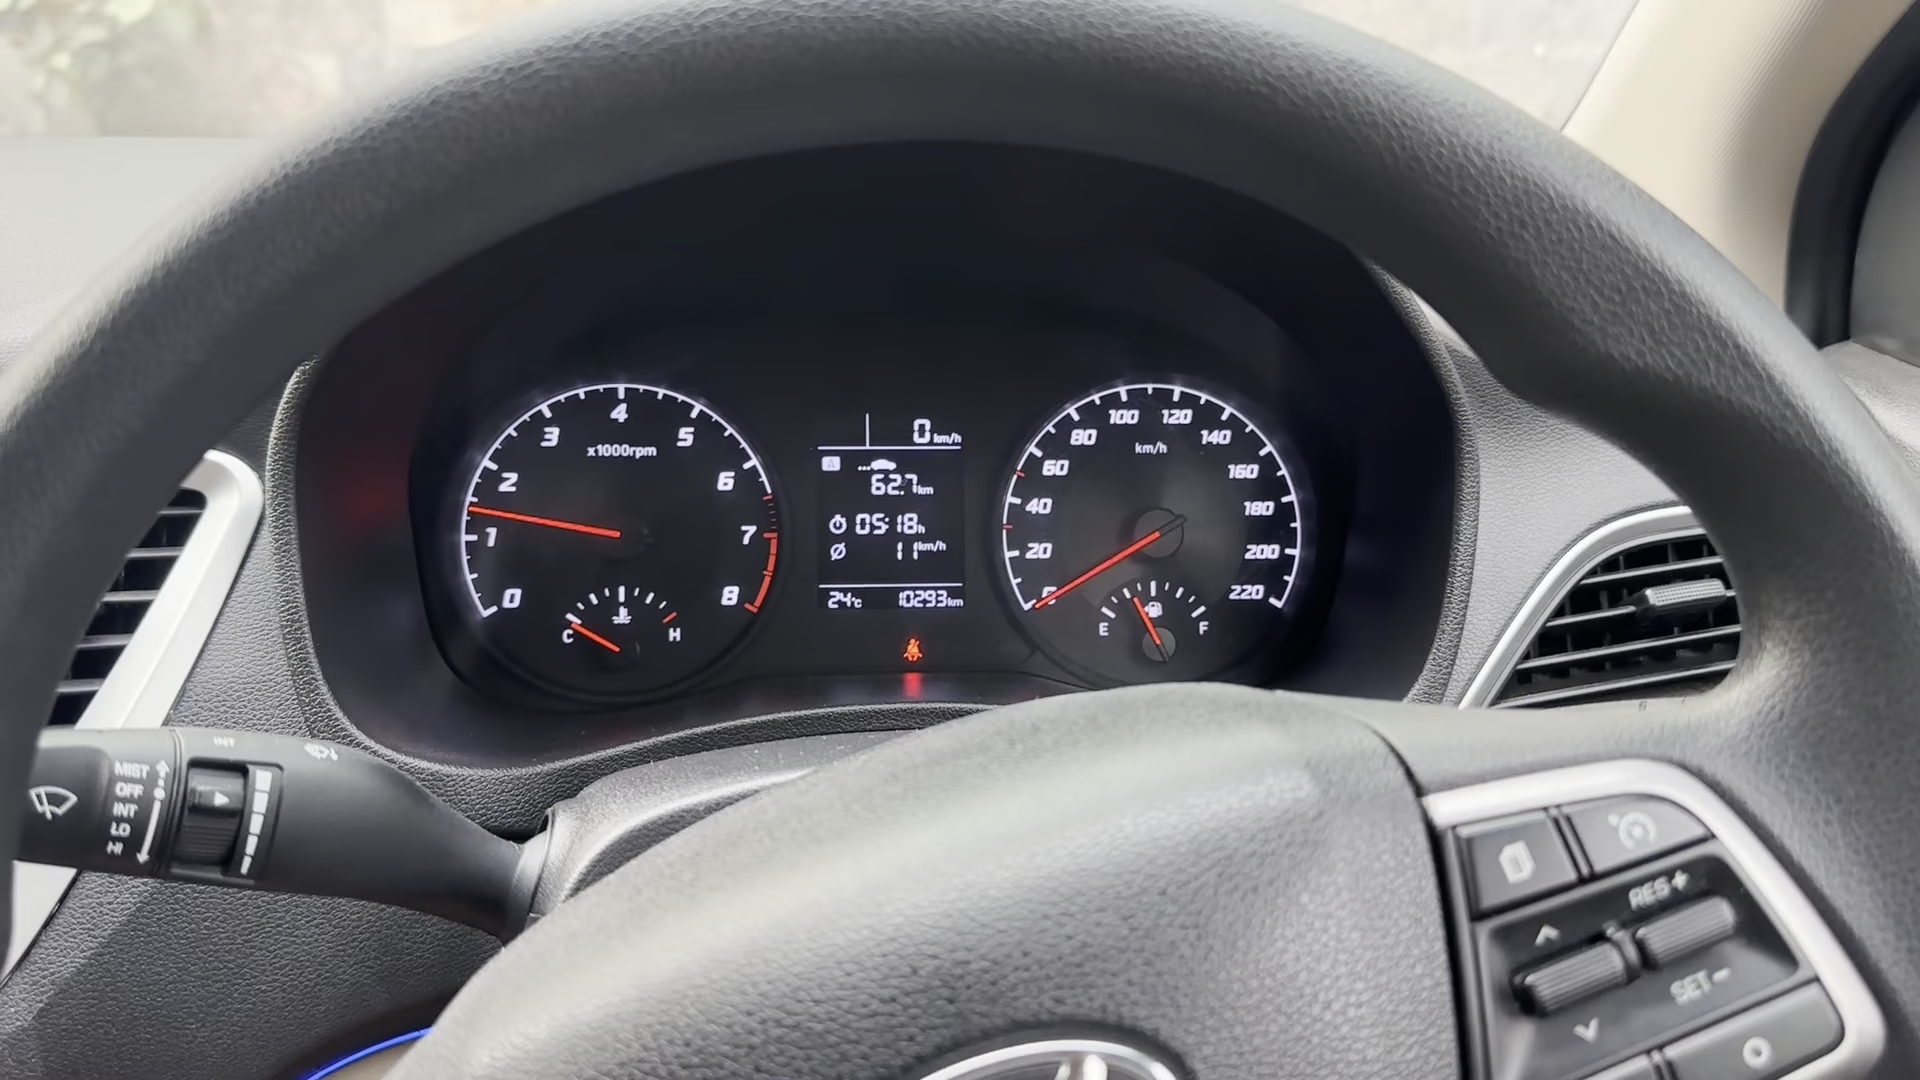 0 1 2 3 4 5 6 7 8
x1000rpm
C H
0 km/h
A
62.7 km
05:18 h
11 km/h
24°C 10293 km
20 40 60 80 100 120 140 160 180 200 220
km/h
E F
INT
MIST
OFF
INT
LO
HI
RES+
SET-